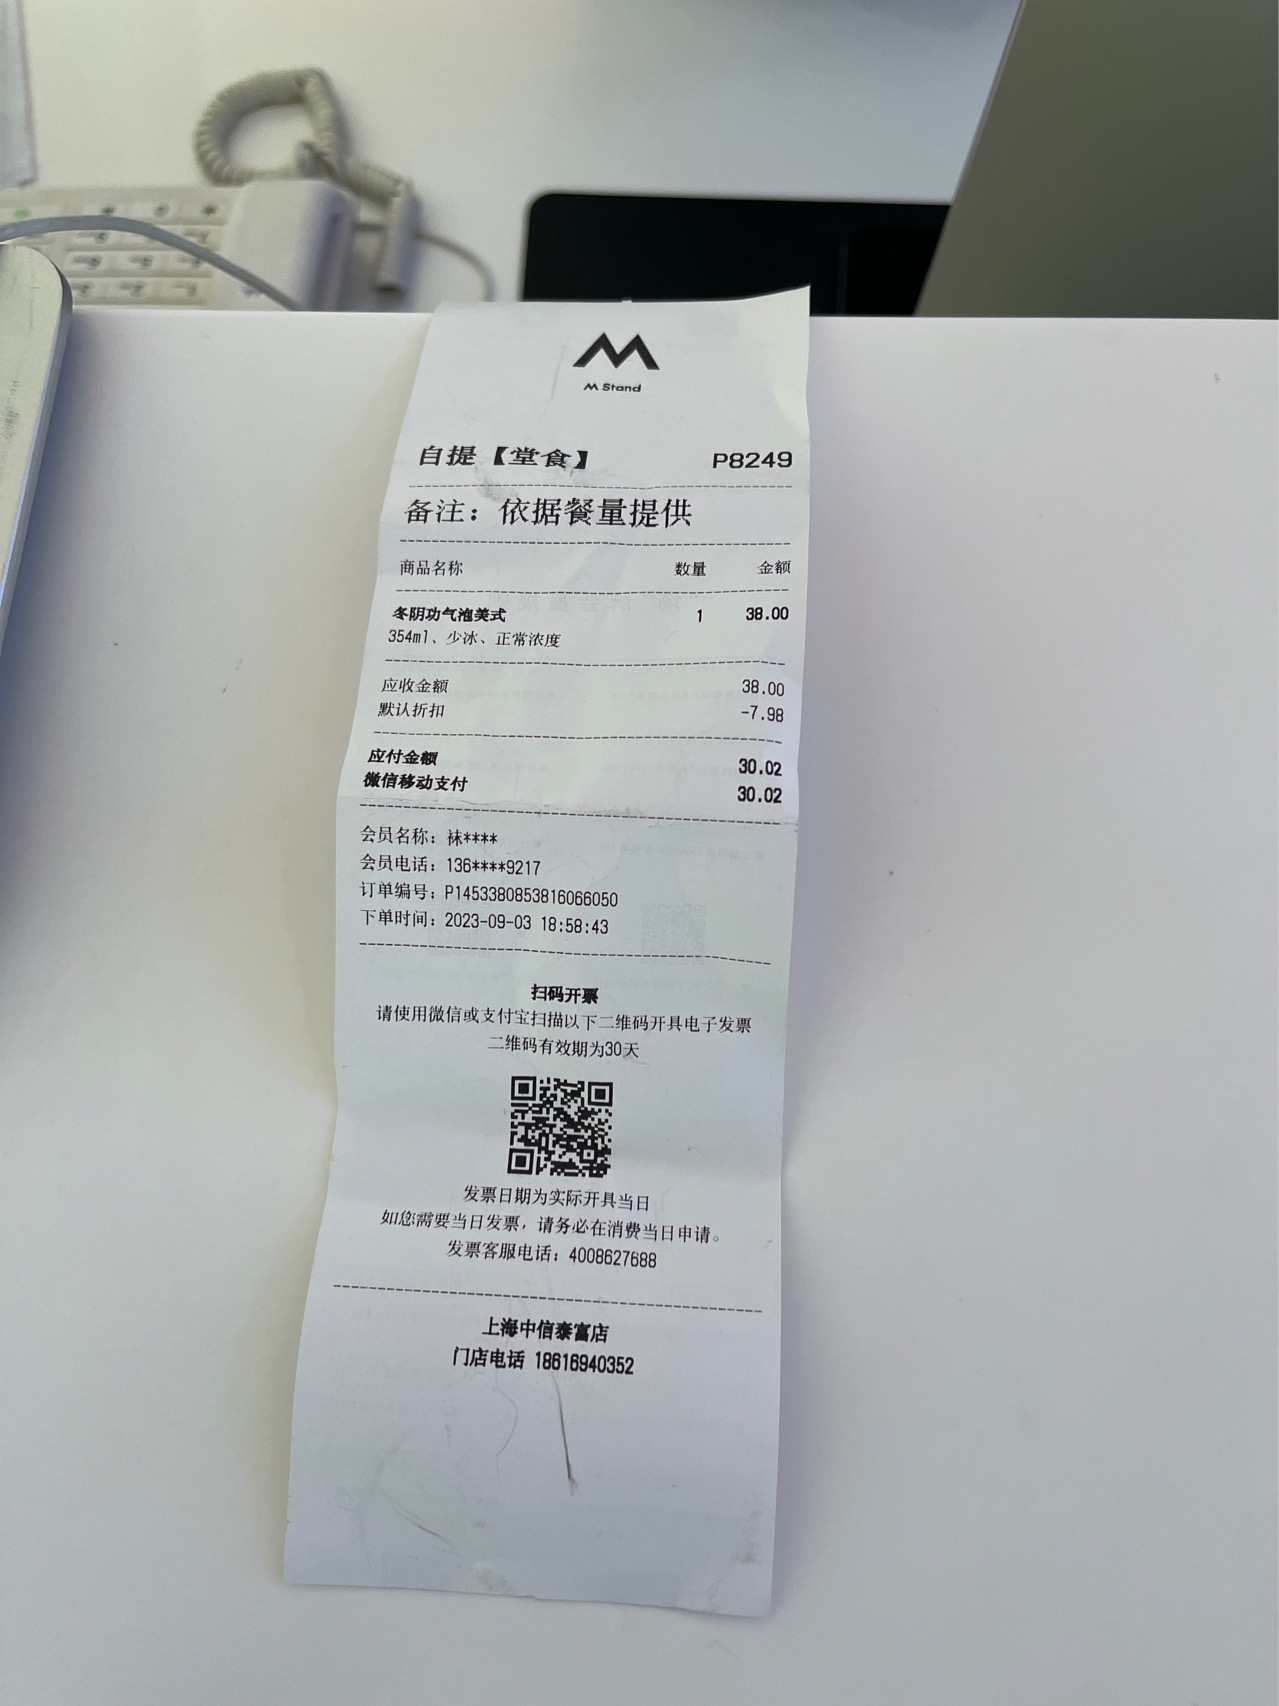 M Stand
自提【堂食】 P8249
备注：依据餐量提供
商品名称 数量 金额
冬阴功气泡美式 1 38.00
354ml、少冰、正常浓度
应收金额 38.00
默认折扣 -7.98
应付金额 30.02
微信移动支付 30.02
会员名称：袜****
会员电话：136****9217
订单编号：P1453380853816066050
下单时间：2023-09-03 18:58:43
扫码开票
请使用微信或支付宝扫描以下二维码开具电子发票
二维码有效期为30天
发票日期为实际开具当日
如您需要当日发票，请务必在消费当日申请。
发票客服电话：4008627688
上海中信泰富店
门店电话 18616940352